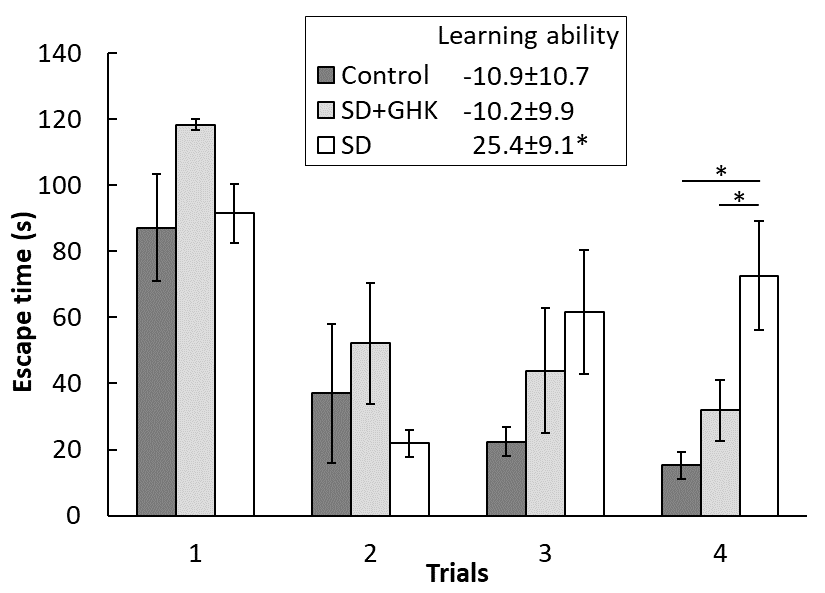 Learning ability
Control -10.9±10.7
SD+GHK -10.2±9.9
SD 25.4±9.1*
140
120
100
80
60
40
20
0
Escape time (s)
*
*
1 2 3 4
Trials